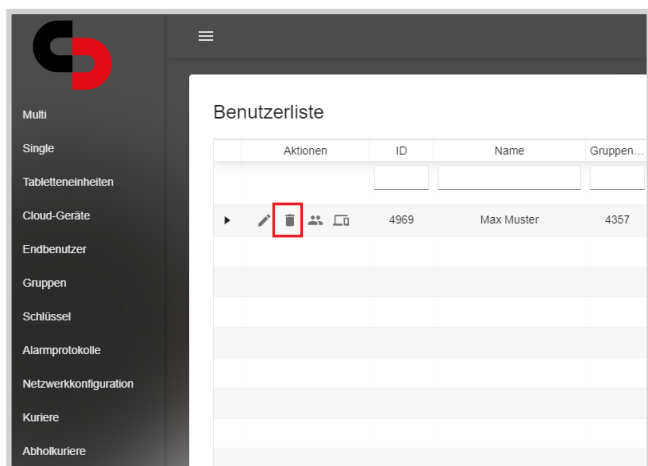 Multi
Single
Tabletteneinheiten
Cloud-Geräte
Endbenutzer
Gruppen
Schlüssel
Alarmprotokolle
Netzwerkkonfiguration
Kuriere
Abholkuriere
Benutzerliste
Aktionen ID Name Gruppen...
4969 Max Muster 4357